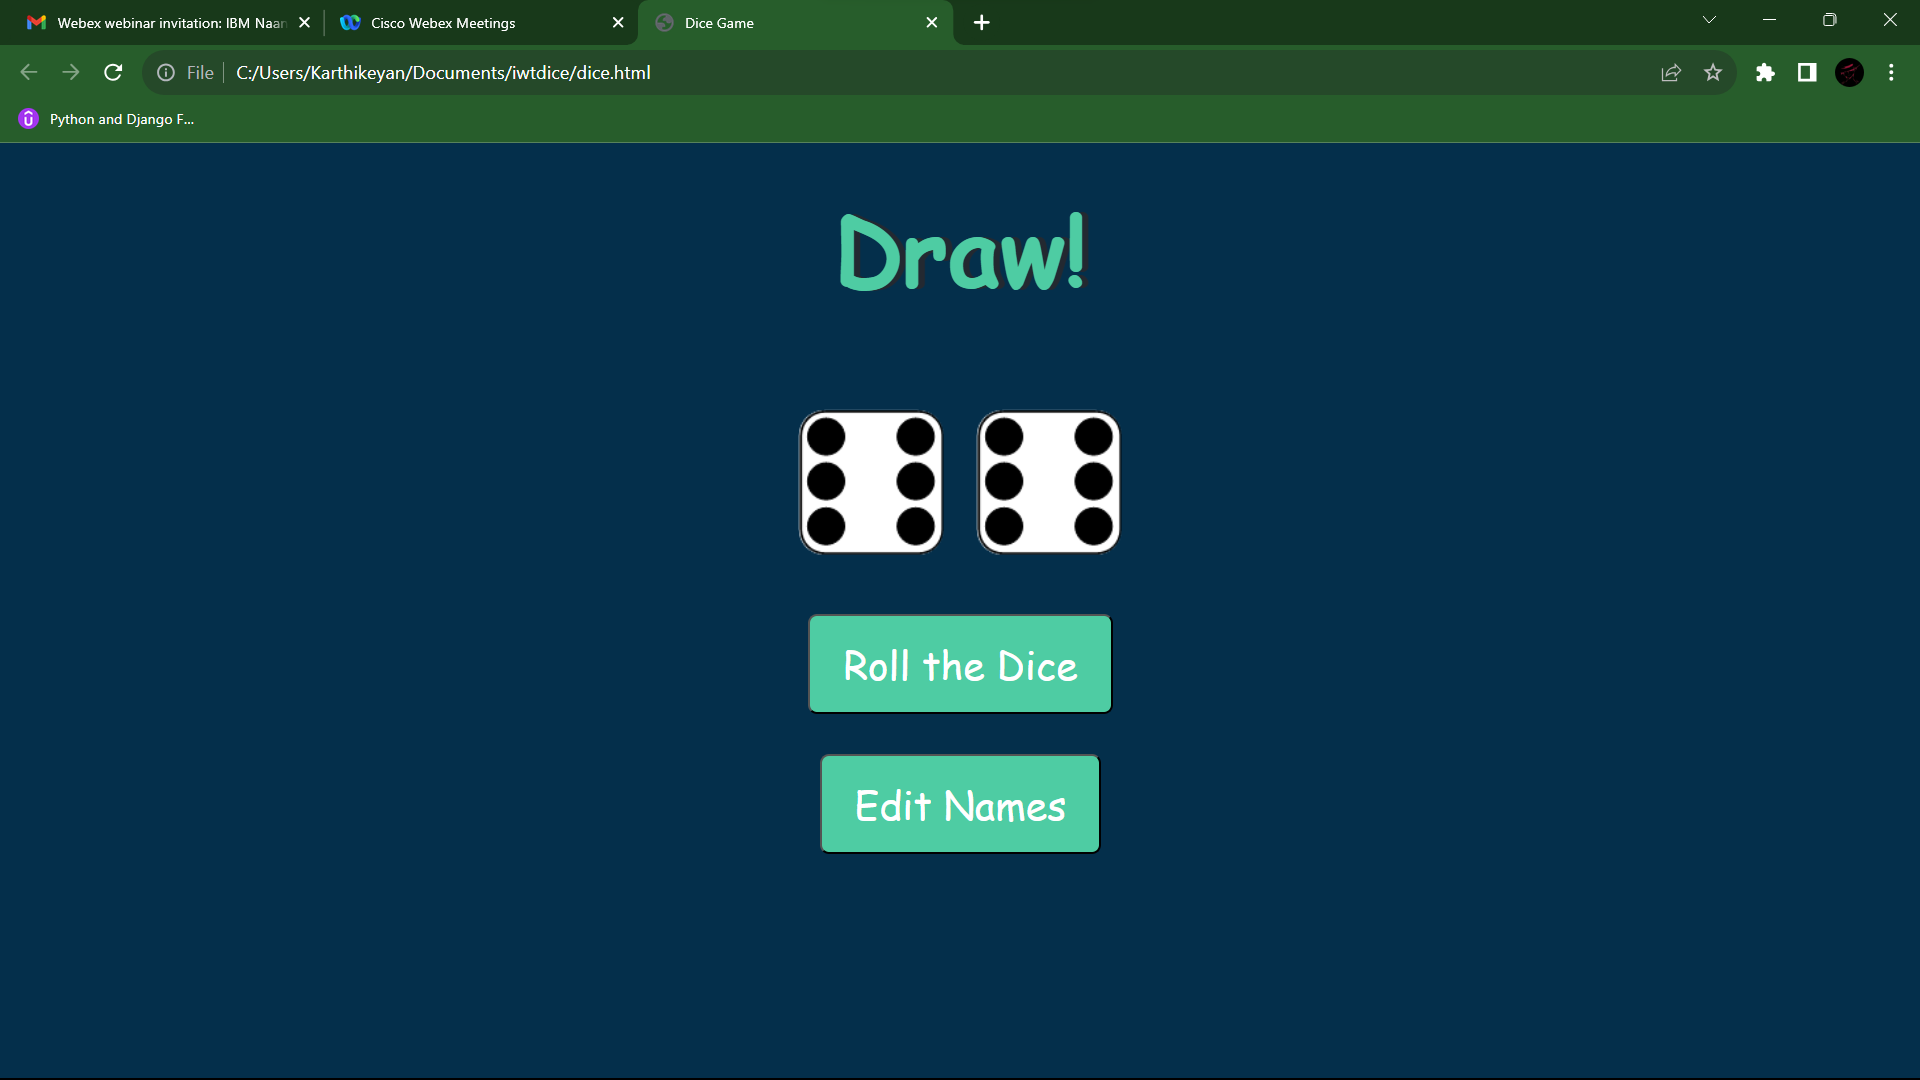 Webex webinar invitation: IBM Naan
Cisco Webex Meetings
Dice Game
File
C:/Users/Karthikeyan/Documents/iwtdice/dice.html
Python and Django F...
Draw!
Roll the Dice
Edit Names